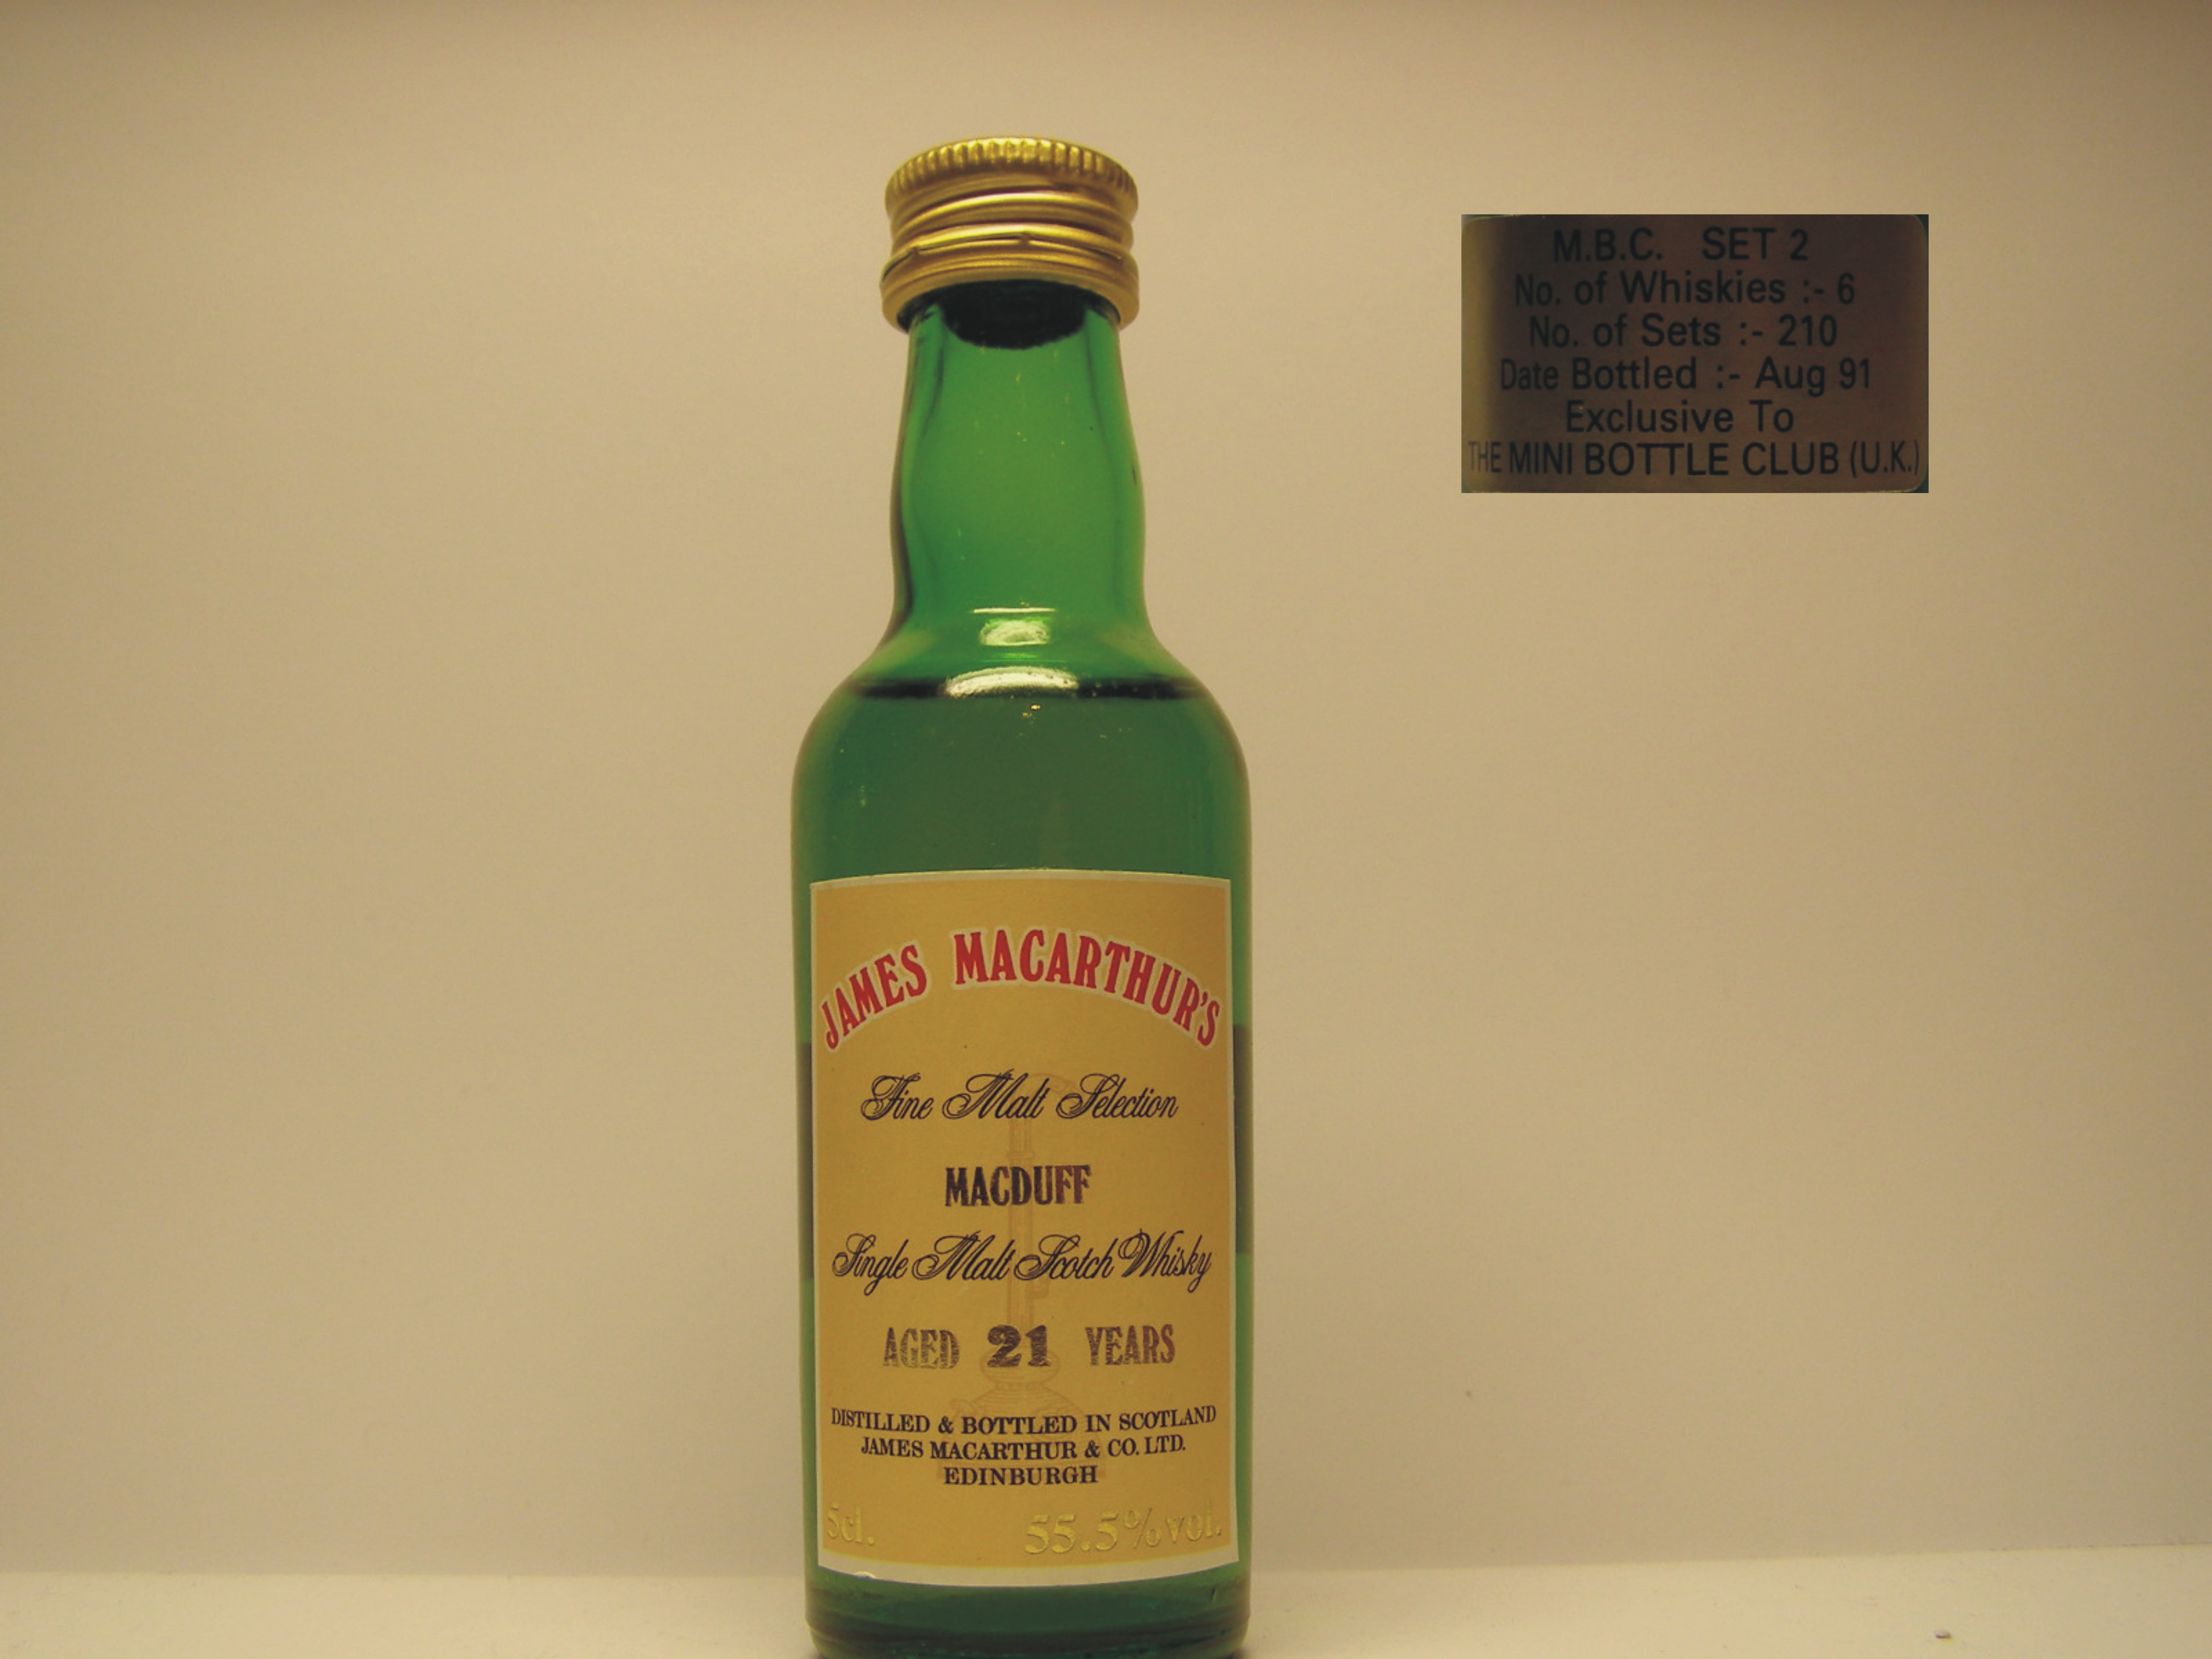 M.B.C. SET 2
No. of Whiskies :- 6
No. of Sets :- 210
Date Bottled :- Aug 91
Exclusive To
THE MINI BOTTLE CLUB (U.K.)
JAMES MACARTHUR'S
Fine Malt Selection
MACDUFF
Single Malt Scotch Whisky
AGED 21 YEARS
DISTILLED & BOTTLED IN SCOTLAND
JAMES MACARTHUR & CO. LTD.
EDINBURGH
5cl. 55.5%vol.